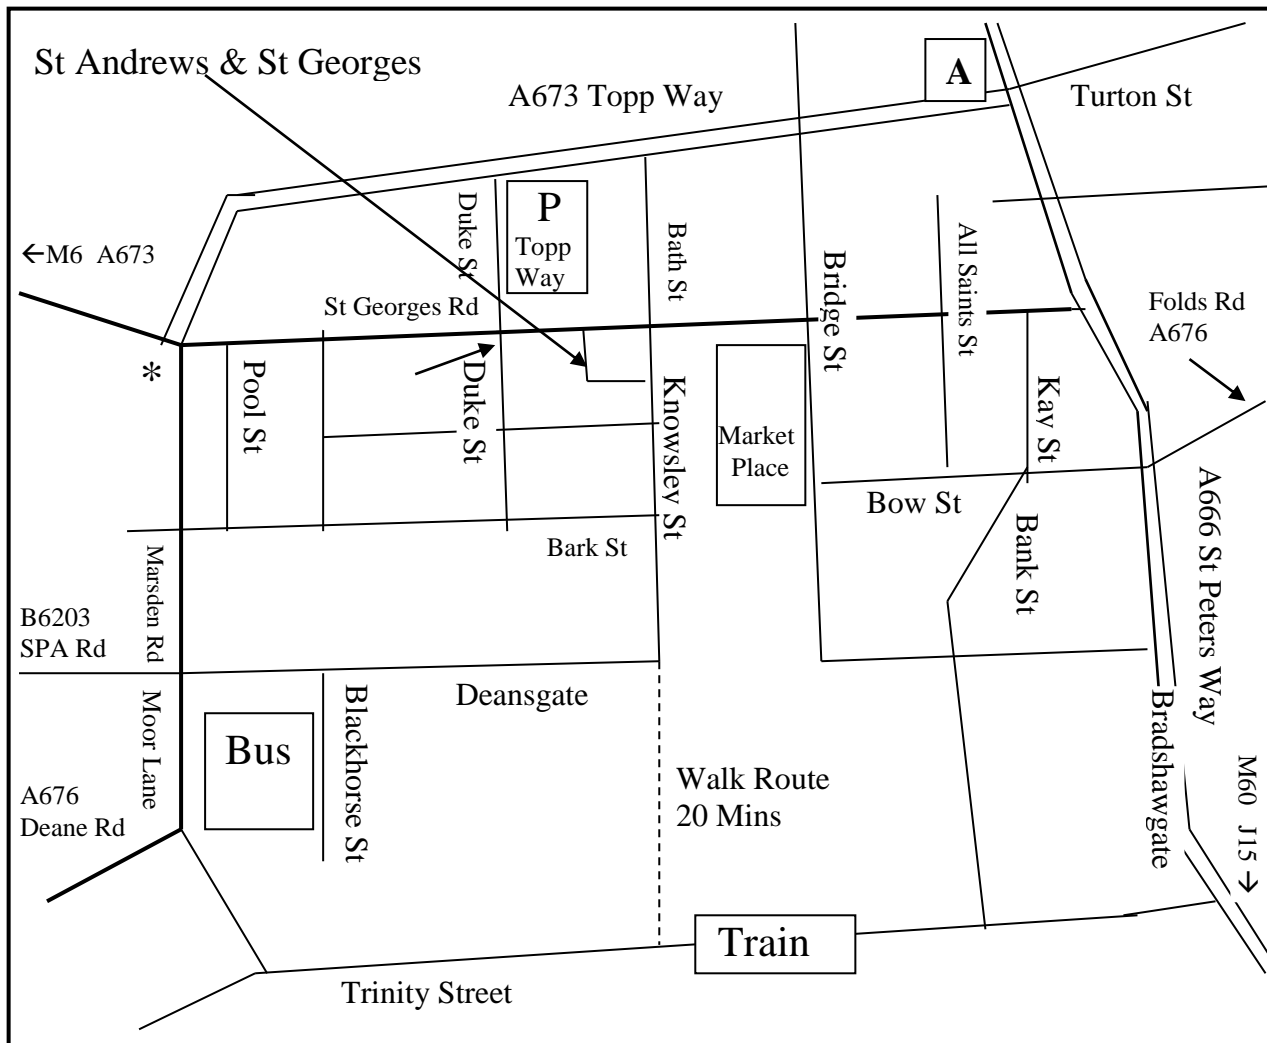 St Andrews & St Georges
A673 Topp Way
A
Turton St
Duke St
P
Topp
Way
Bath St
Bridge St
All Saints St
←M6 A673
St Georges Rd
Folds Rd
A676
*
Pool St
Duke St
Knowsley St
Market
Place
Kay St
Bow St
Bank St
A666 St Peters Way
Bark St
Marsden Rd
B6203
SPA Rd
Deansgate
Moor Lane
Bus
Blackhorse St
Bradshawgate
Walk Route
20 Mins
M60 J15 →
A676
Deane Rd
Train
Trinity Street